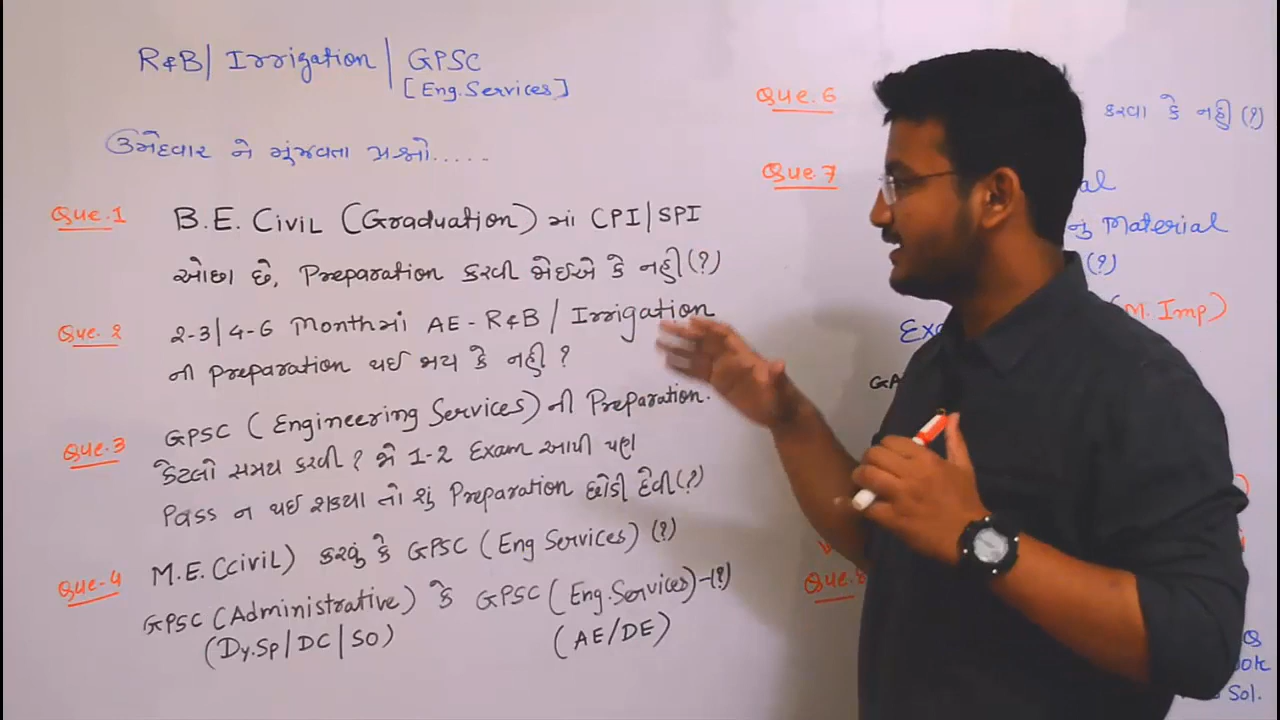 R&B | Irrigation | GPSC
[Eng.Services]
ઉમેદવાર ને મુંજવતા પ્રશ્નો.....
Que.1 B.E. Civil (Graduation) માં CPI/SPI
ઓછા છે, Preparation કરવી જોઈએ કે નહી(?)
Que. 2 2-3/4-6 Monthમાં AE-R&B / Irrigation
ની Preparation થઈ જાય કે નહી ?
Que.3 GPSC (Engineering Services) ની Preparation.
કેટલો સમય કરવી? જો 1-2 Exam આપી પણ
Pass ન થઈ શક્યા તો શું Preparation છોડી દેવી(?)
Que-4 M.E.(Civil) કરવું કે GPSC (Eng Services) (?)
GPSC (Administrative) કે GPSC (Eng.Services)-(?)
(Dy.Sp/DC/SO) (AE/DE)
Que.6
કરવા કે નહી (?)
Que.7
નું Material
(?)
(M. Imp)
Que.8
Sol.